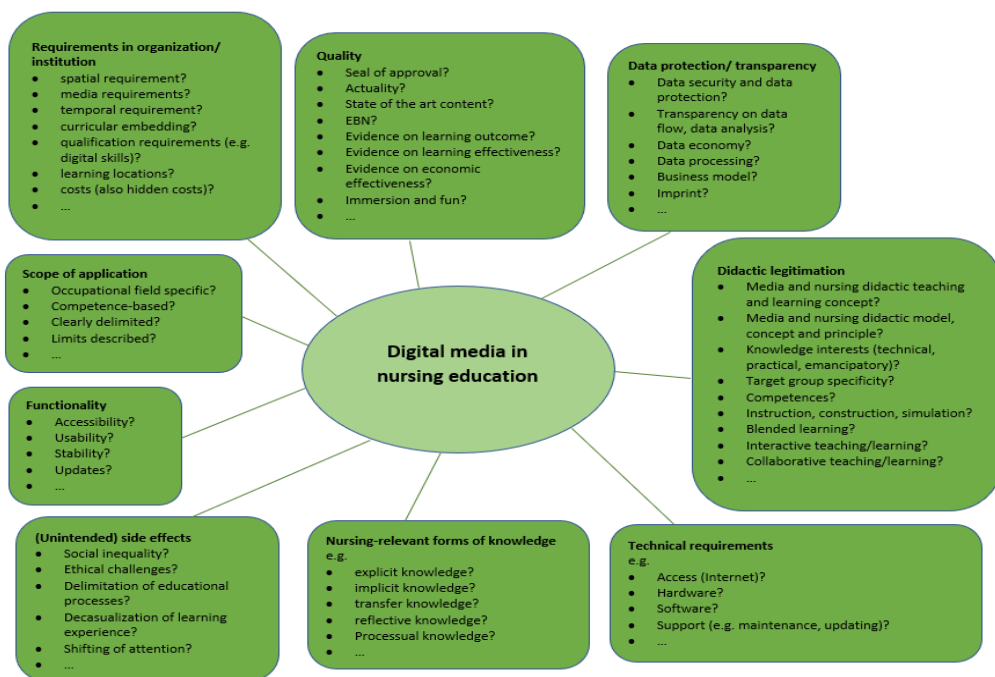 Requirements in organization/
institution
• spatial requirement?
• media requirements?
• temporal requirement?
• curricular embedding?
• qualification requirements (e.g.
digital skills)?
• learning locations?
• costs (also hidden costs)?
• ...
Quality
• Seal of approval?
• Actuality?
• State of the art content?
• EBN?
• Evidence on learning outcome?
• Evidence on learning effectiveness?
• Evidence on economic
effectiveness?
• Immersion and fun?
• ...
Data protection/ transparency
• Data security and data
protection?
• Transparency on data
flow, data analysis?
• Data economy?
• Data processing?
• Business model?
• Imprint?
• ...
Scope of application
• Occupational field specific?
• Competence-based?
• Clearly delimited?
• Limits described?
• ...
Digital media in
nursing education
Didactic legitimation
• Media and nursing didactic teaching
and learning concept?
• Media and nursing didactic model,
concept and principle?
• Knowledge interests (technical,
practical, emancipatory)?
• Target group specificity?
• Competences?
• Instruction, construction, simulation?
• Blended learning?
• Interactive teaching/learning?
• Collaborative teaching/learning?
• ...
Functionality
• Accessibility?
• Usability?
• Stability?
• Updates?
• ...
(Unintended) side effects
• Social inequality?
• Ethical challenges?
• Delimitation of educational
processes?
• Decasualization of learning
experience?
• Shifting of attention?
• ...
Nursing-relevant forms of knowledge
e.g.
• explicit knowledge?
• implicit knowledge?
• transfer knowledge?
• reflective knowledge?
• Processual knowledge?
• ...
Technical requirements
e.g.
• Access (Internet)?
• Hardware?
• Software?
• Support (e.g. maintenance, updating)?
• ...